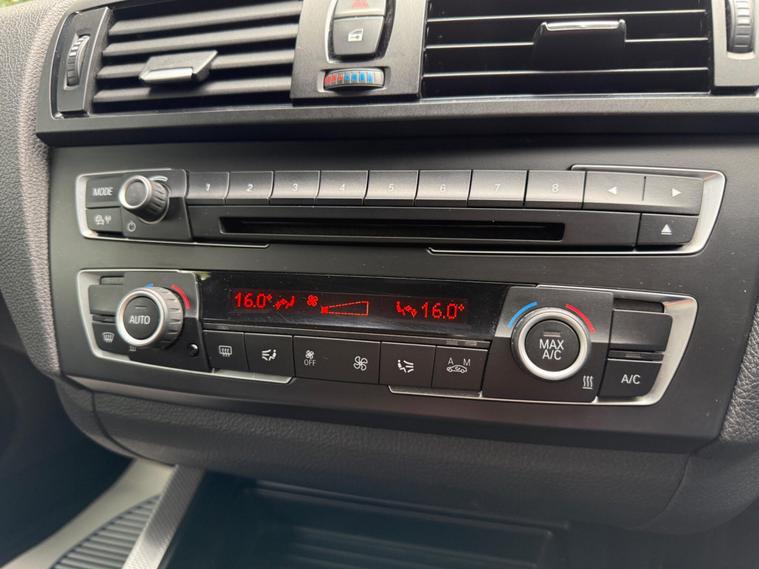 MODE 1 2 3 4 5 6 7 8
16.0° 16.0°
AUTO
MAX
A/C
OFF
A M
A/C